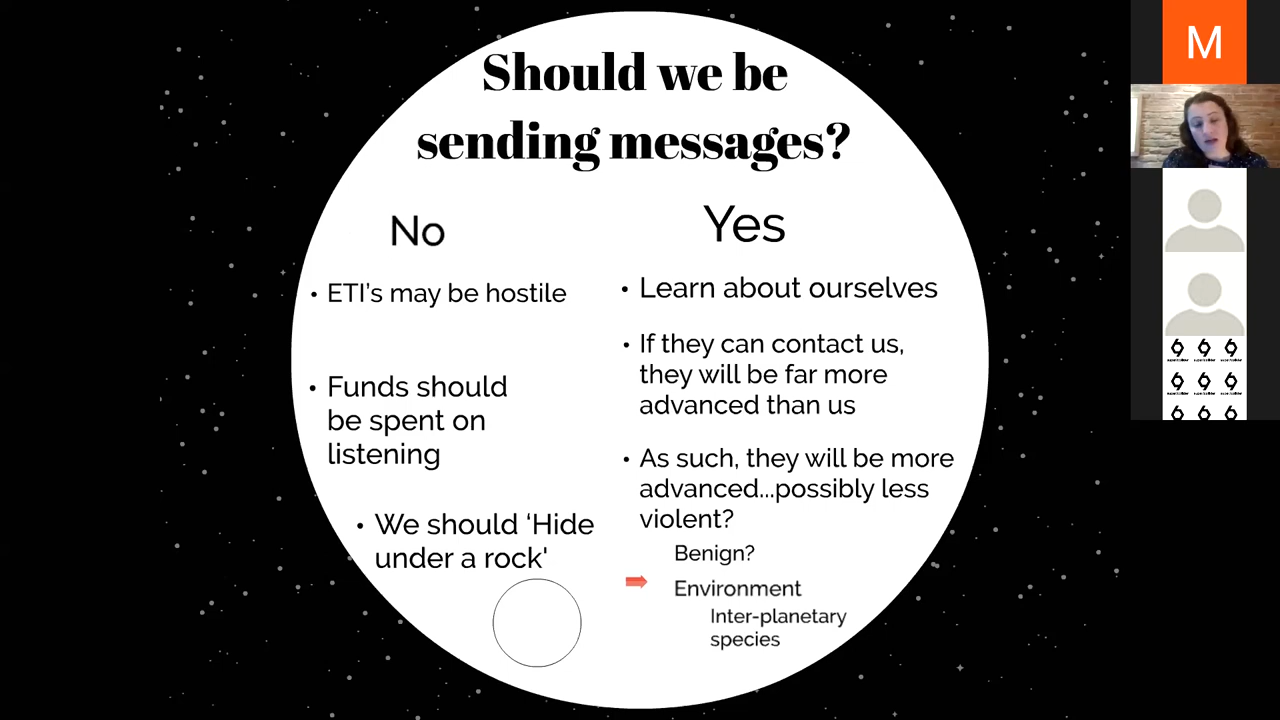 Should we be
sending messages?
No
• ETI's may be hostile
• Funds should
be spent on
listening
• We should ‘Hide
under a rock'
Yes
• Learn about ourselves
• If they can contact us,
they will be far more
advanced than us
• As such, they will be more
advanced...possibly less
violent?
Benign?
Environment
Inter-planetary
species
M